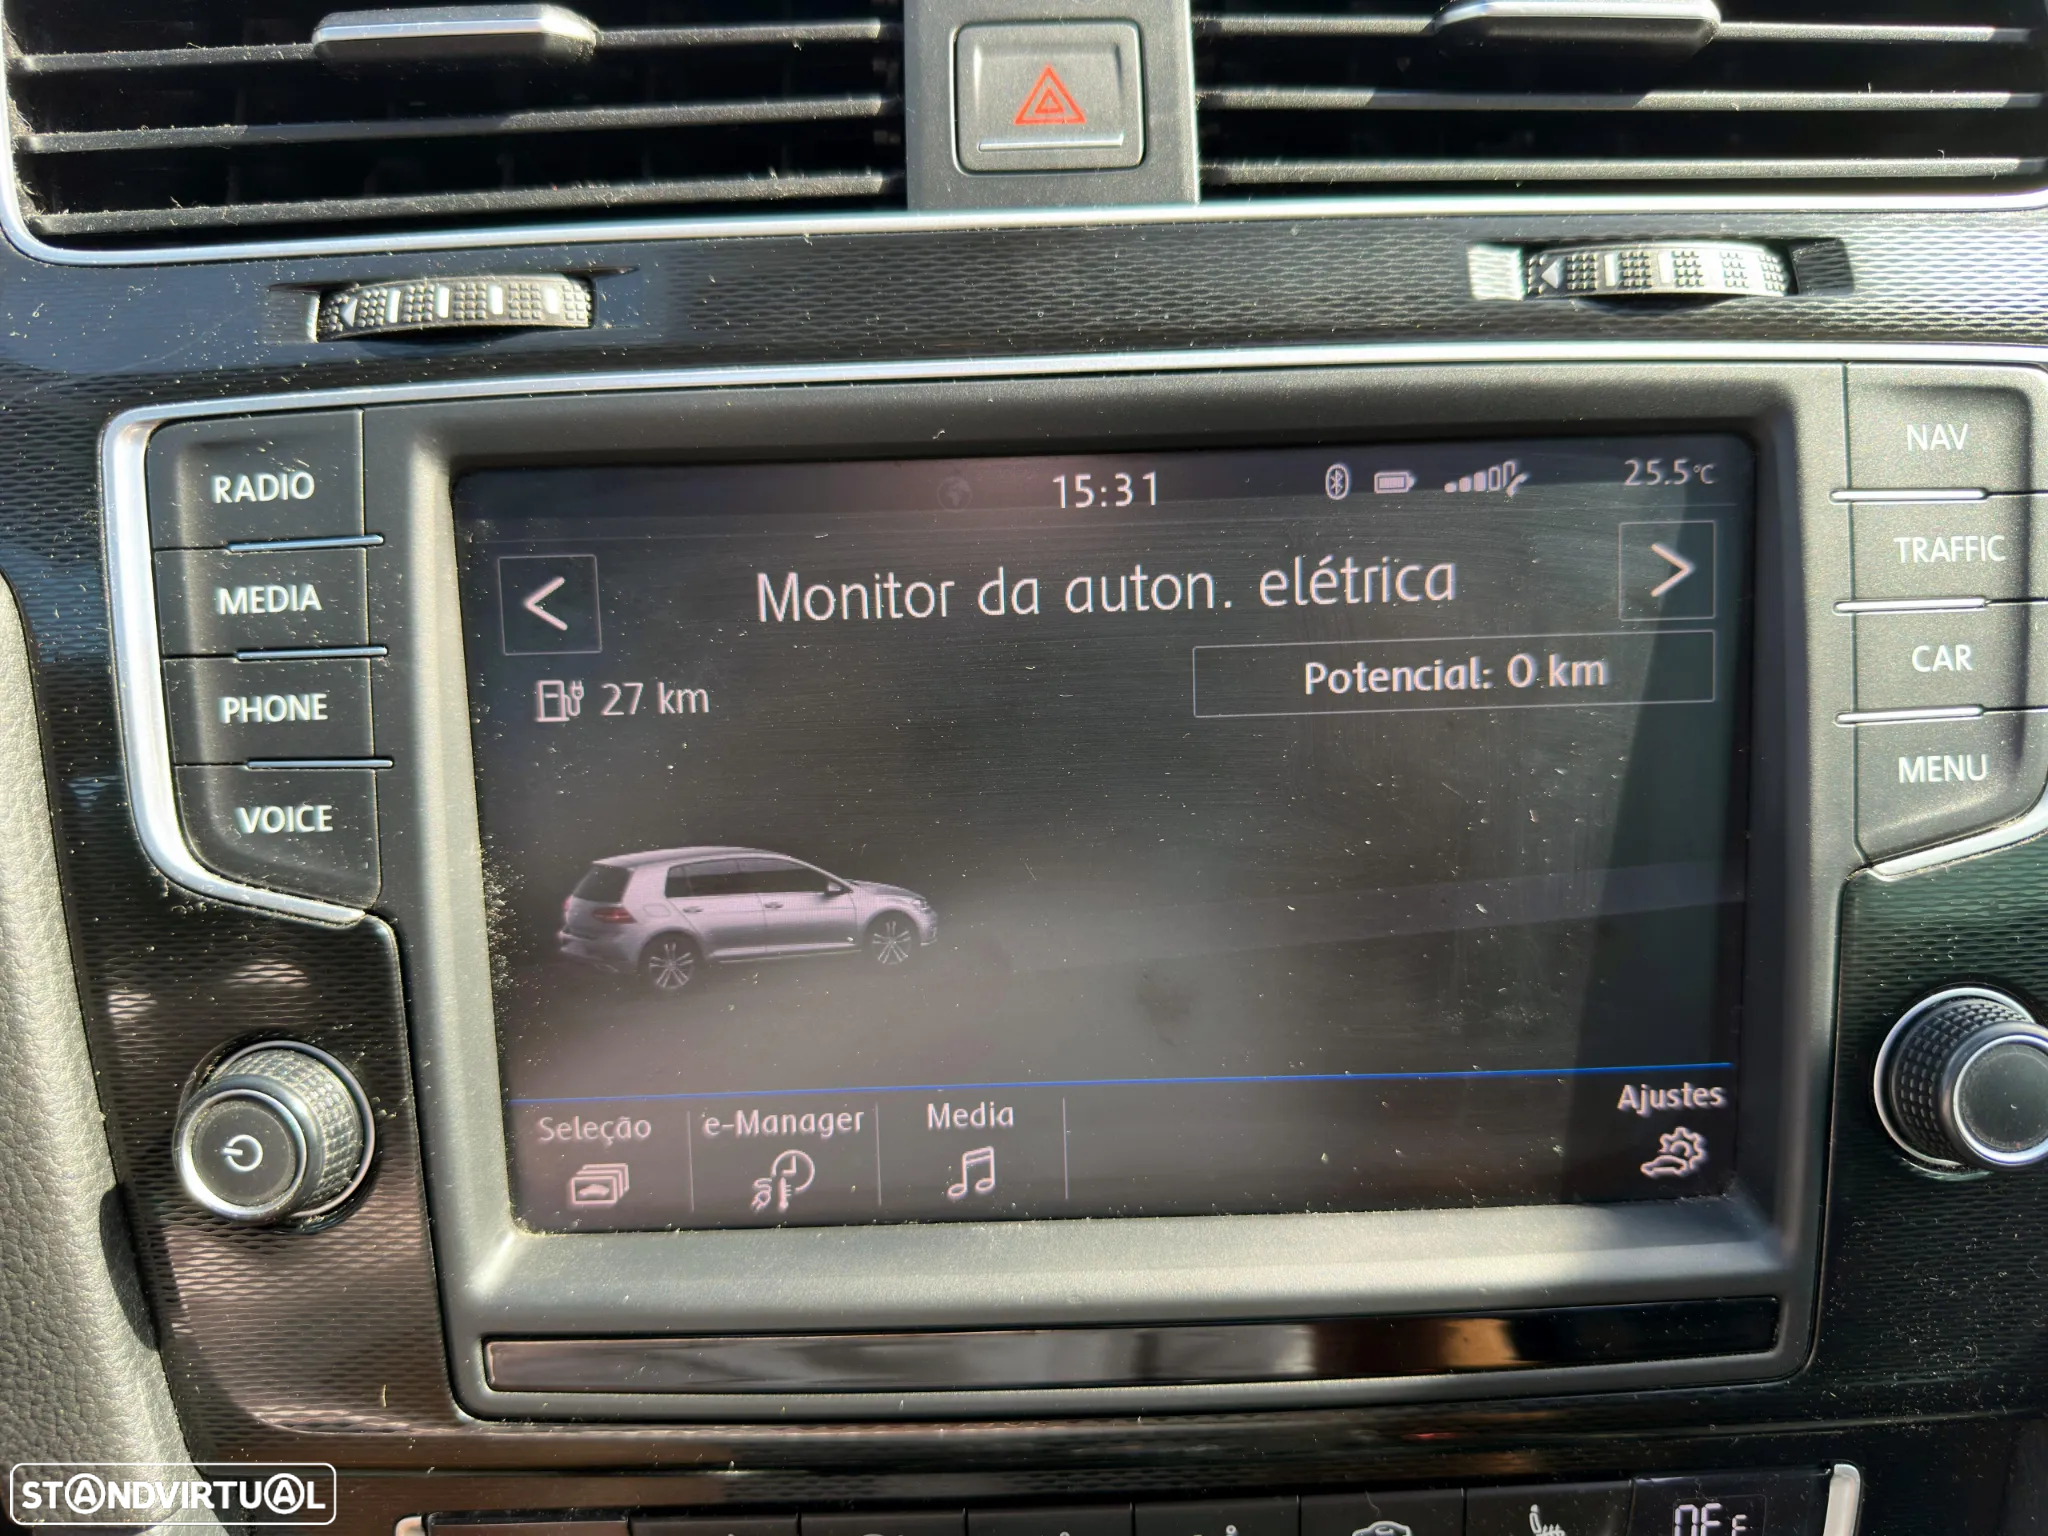 RADIO
MEDIA
PHONE
VOICE
15:31
25.5°C
Monitor da auton. elétrica
27 km
Potencial: 0 km
Seleção
e-Manager
Media
Ajustes
NAV
TRAFFIC
CAR
MENU
OFF
STANDVIRTUAL